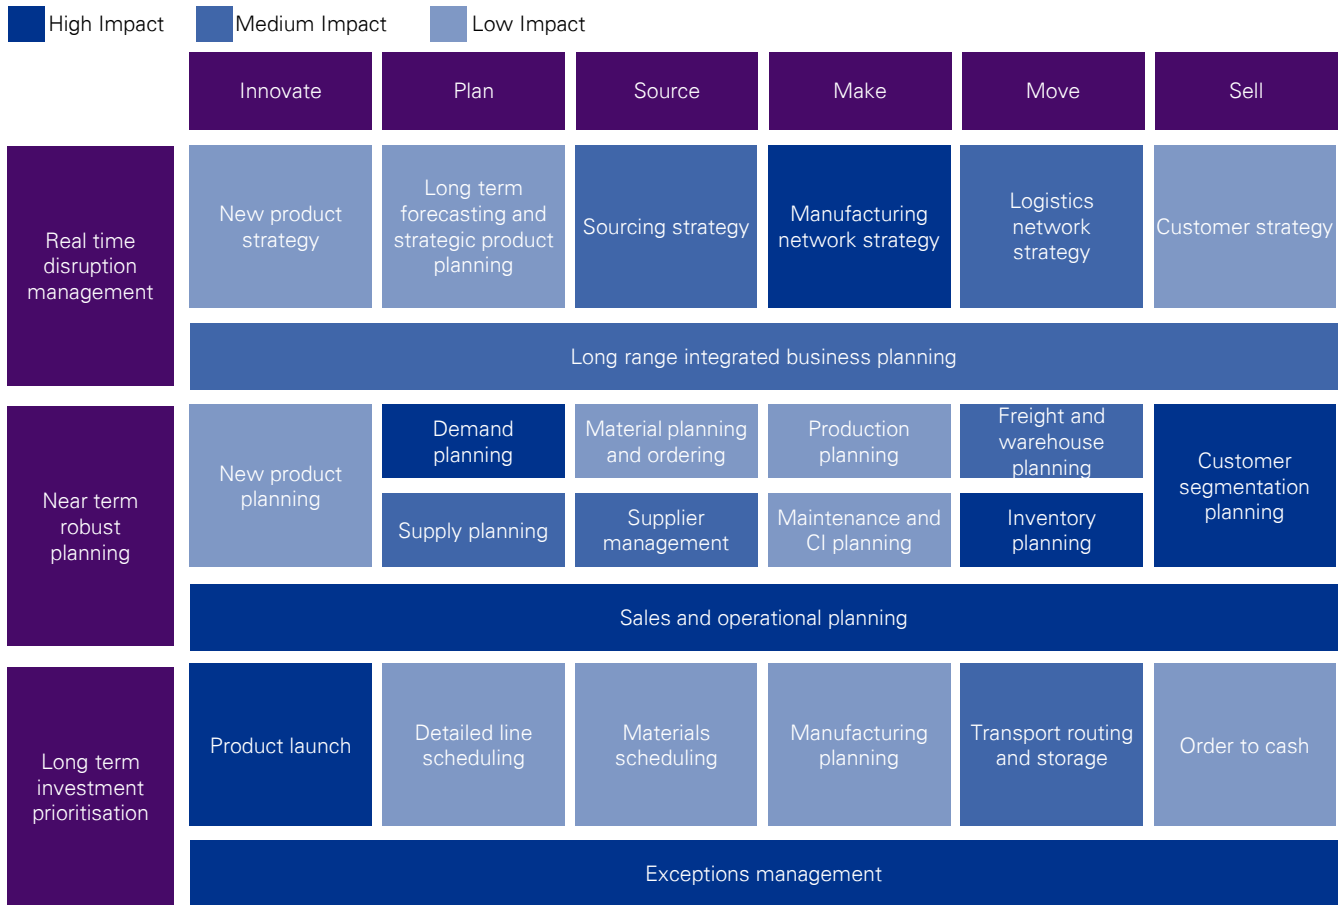 High Impact
Medium Impact
Low Impact
Innovate
Plan
Source
Make
Move
Sell
Real time
disruption
management
New product
strategy
Long term
forecasting and
strategic product
planning
Sourcing strategy
Manufacturing
network strategy
Logistics
network
strategy
Customer strategy
Long range integrated business planning
Near term
robust
planning
New product
planning
Demand
planning
Material planning
and ordering
Production
planning
Freight and
warehouse
planning
Customer
segmentation
planning
Supply planning
Supplier
management
Maintenance and
CI planning
Inventory
planning
Sales and operational planning
Long term
investment
prioritisation
Product launch
Detailed line
scheduling
Materials
scheduling
Manufacturing
planning
Transport routing
and storage
Order to cash
Exceptions management